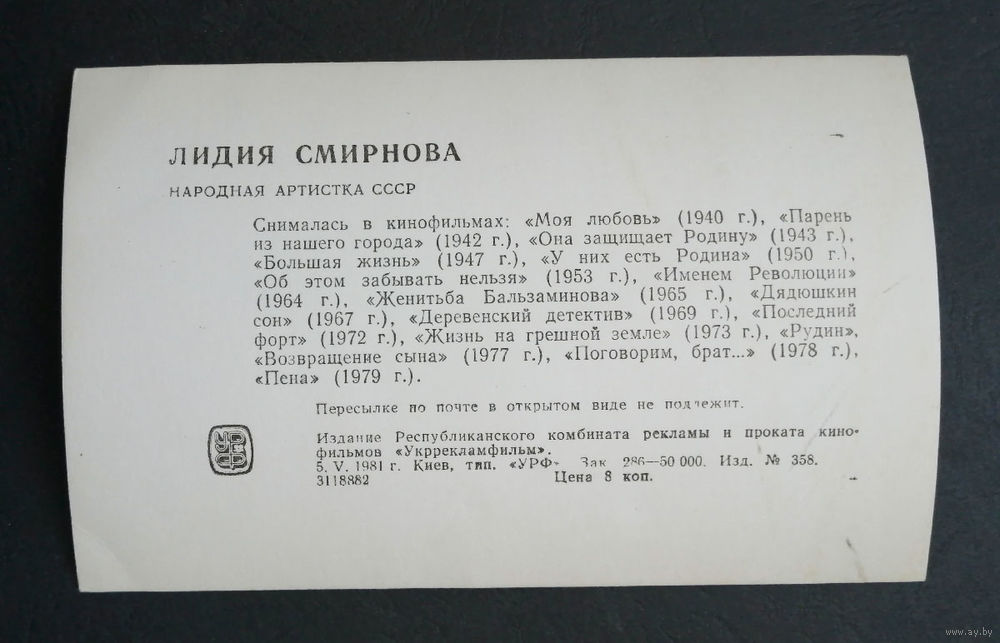 ЛИДИЯ СМИРНОВА
НАРОДНАЯ АРТИСТКА СССР
Снималась в кинофильмах: «Моя любовь» (1940 г.), «Парень
из нашего города» (1942 г.), «Она защищает Родину» (1943 г.),
«Большая жизнь» (1947 г.), «У них есть Родина» (1950 г.),
«Об этом забывать нельзя» (1953 г.), «Именем Революции»
(1964 г.), «Женитьба Бальзаминова» (1965 г.), «Дядюшкин
сон» (1967 г.), «Деревенский детектив» (1969 г.), «Последний
форт» (1972 г.), «Жизнь на грешной земле» (1973 г.), «Рудин»,
«Возвращение сына» (1977 г.), «Поговорим, брат...» (1978 г.),
«Пена» (1979 г.).
Пересылке по почте в открытом виде не подлежит.
Издание Республиканского комбината рекламы и проката кино-
фильмов «Укррекламфильм».
5. V. 1981 г. Киев, тип. «УРФ» Зак. 286—50 000. Изд. № 358.
3118882 Цена 8 коп.
www.ay.by